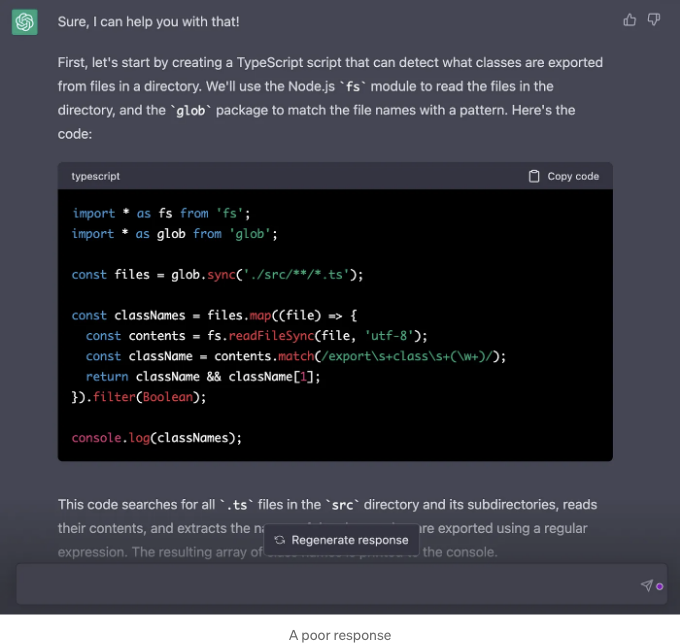 Sure, I can help you with that!
First, let's start by creating a TypeScript script that can detect what classes are exported
from files in a directory. We'll use the Node.js `fs` module to read the files in the
directory, and the `glob` package to match the file names with a pattern. Here's the
code:
typescript Copy code
import * as fs from 'fs';
import * as glob from 'glob';
const files = glob.sync('./src/**/*.ts');
const classNames = files.map((file) => {
  const contents = fs.readFileSync(file, 'utf-8');
  const className = contents.match(/export\s+class\s+(\w+)/);
  return className && className[1];
}).filter(Boolean);
console.log(classNames);
This code searches for all `.ts` files in the `src` directory and its subdirectories, reads
their contents, and extracts the are exported using a regular
Regenerate response
expression. The resulting array of the console.
A poor response